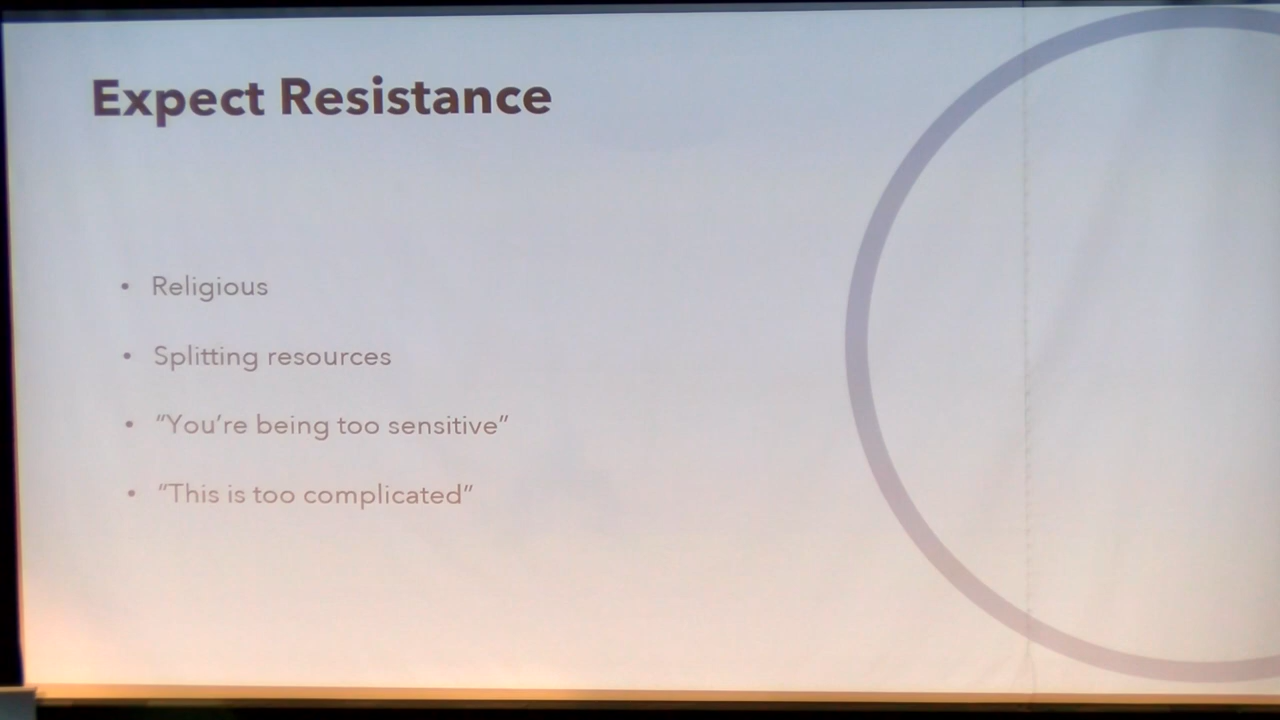 Expect Resistance
• Religious
• Splitting resources
• “You’re being too sensitive”
• “This is too complicated”